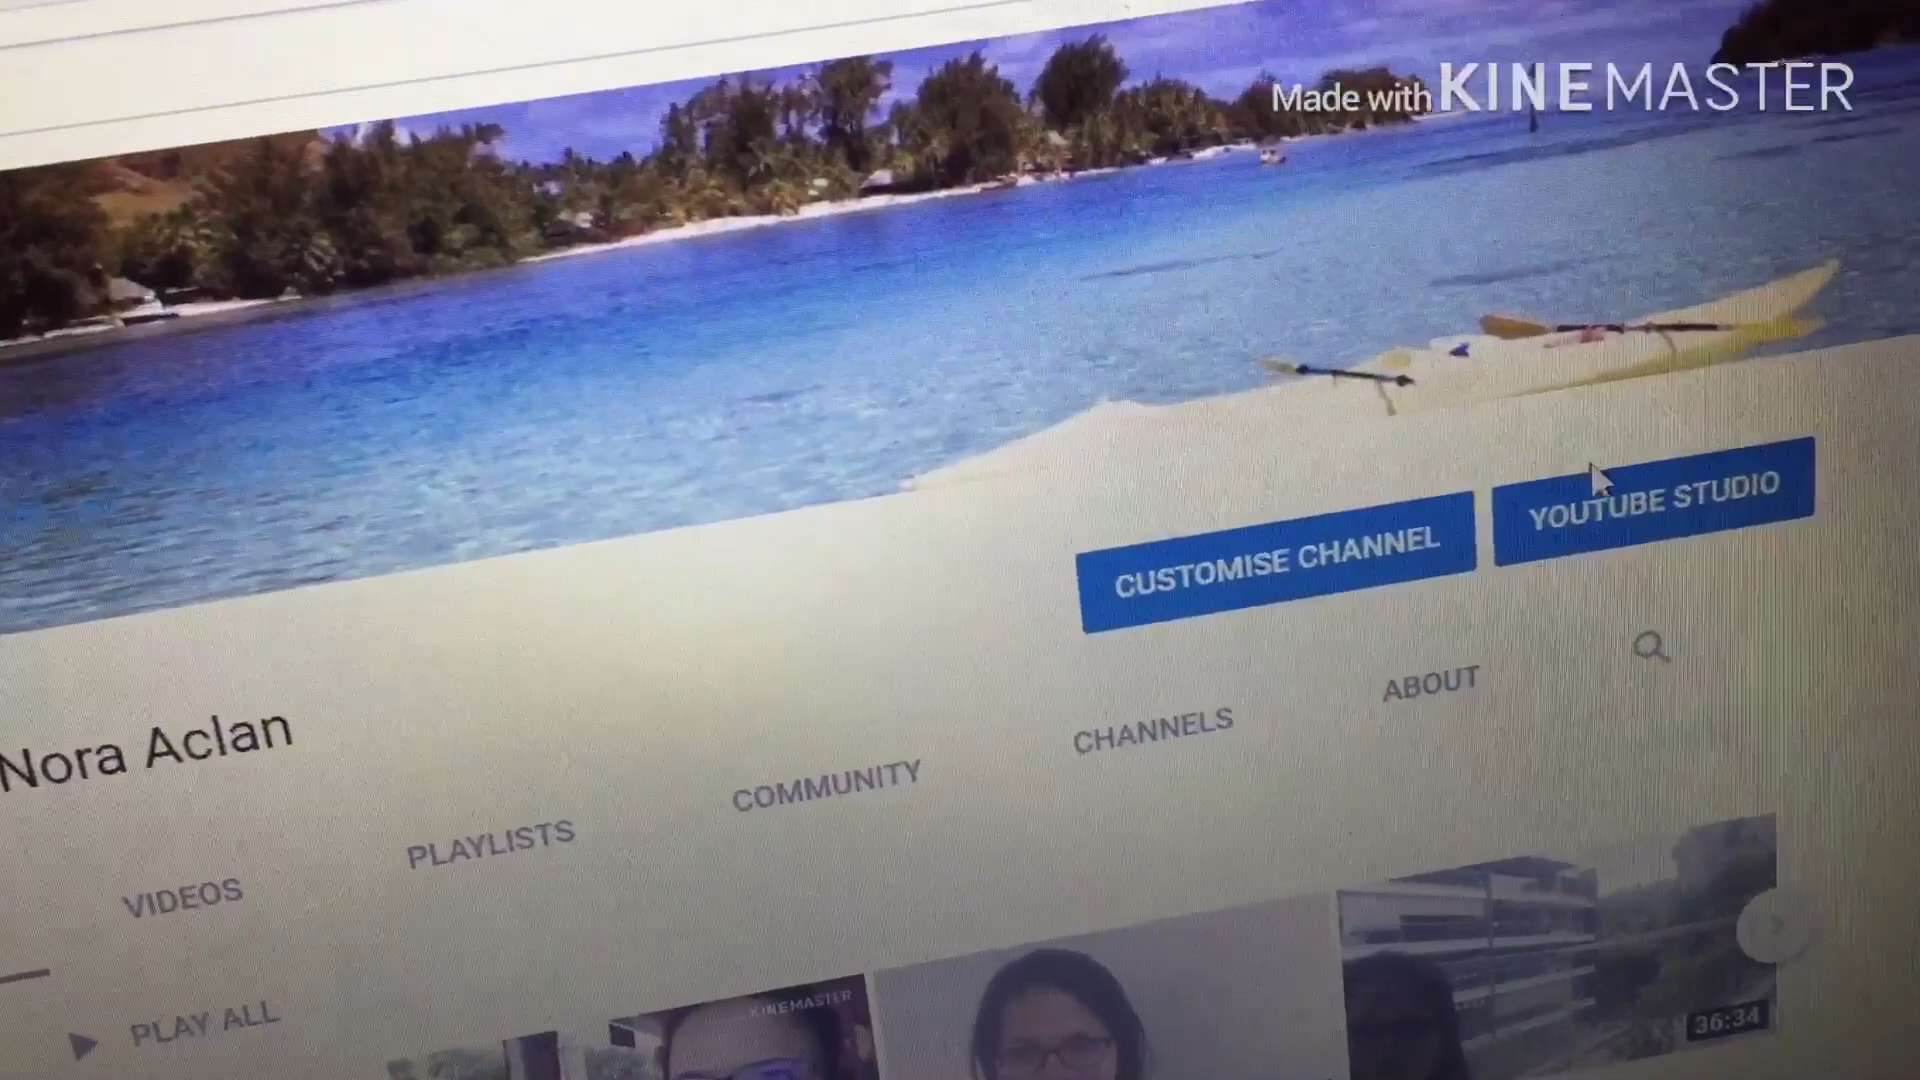 Made with KINEMASTER
CUSTOMISE CHANNEL
YOUTUBE STUDIO
Nora Aclan
VIDEOS
PLAYLISTS
COMMUNITY
CHANNELS
ABOUT
PLAY ALL
KINEMASTER
36:34